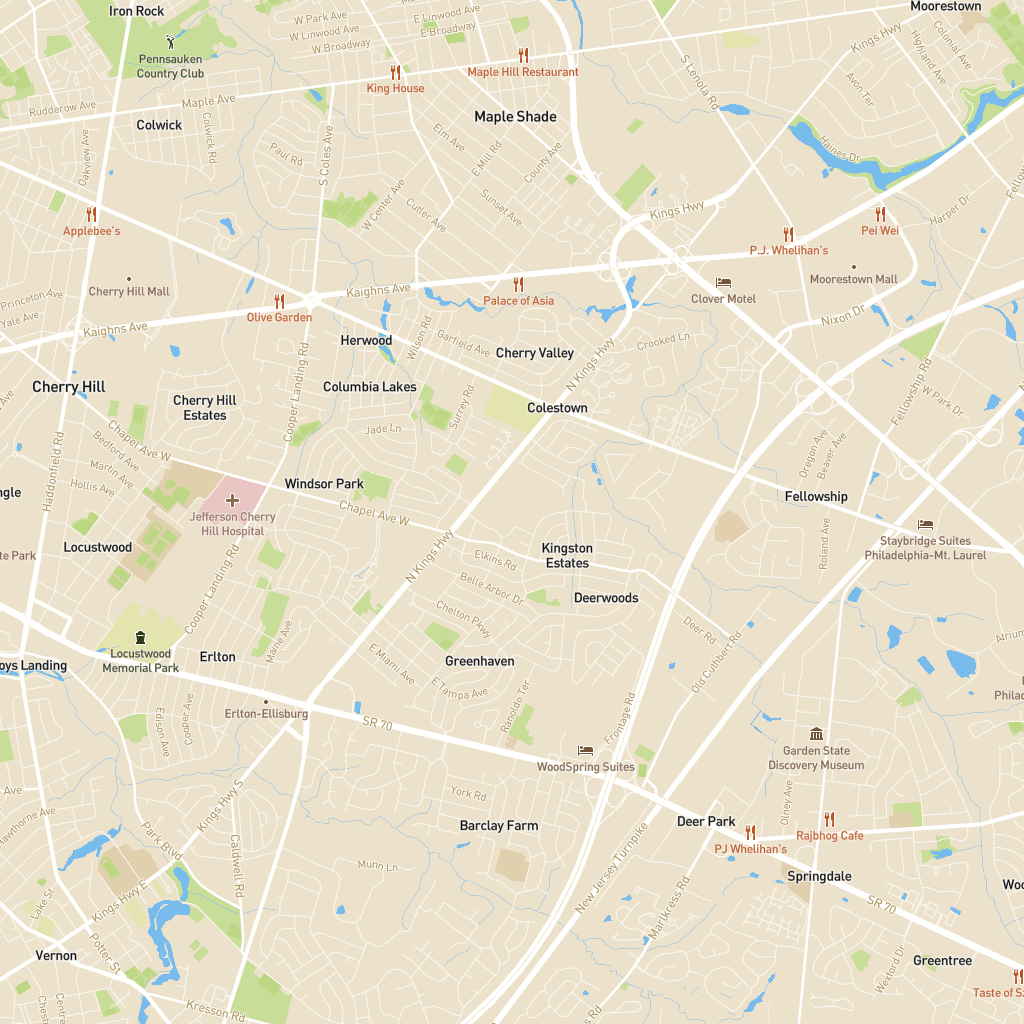 Iron Rock
W Park Ave
E Linwood Ave
Moorestown
W Linwood Ave
E Broadway
W Broadway
Kings Hwy
Colonial Ave
Highland Ave
Pennsauken
Country Club
Maple Hill Restaurant
King House
S Lenola Rd
Avon Ter
Rudderow Ave
Maple Ave
Maple Shade
Colwick
Colwick Rd
Oakview Ave
S Coles Ave
Elm Ave
E Mill Rd
County Ave
Haines Dr
Paul Rd
W Center Ave
Sunset Ave
Cutler Ave
Kings Hwy
Harper Dr
Applebee's
Pei Wei
P.J. Whelihan's
Cherry Hill Mall
Moorestown Mall
Princeton Ave
Kaighns Ave
Palace of Asia
Clover Motel
Yale Ave
Kaighns Ave
Olive Garden
Nixon Dr
Herwood
Wilson Rd
Garfield Ave
Cherry Valley
Crooked Ln
N Kings Hwy
Cherry Hill
Columbia Lakes
Cooper Landing Rd
Cherry Hill
Estates
Surrey Rd
Colestown
Fellowship Rd
W Park Dr
Jade Ln
Chapel Ave W
Haddonfield Rd
Bedford Ave
Martin Ave
Hollis Ave
Oregon Ave
Beaver Ave
Windsor Park
Fellowship
Chapel Ave W
Jefferson Cherry
Hill Hospital
Locustwood
Roland Ave
Staybridge Suites
Philadelphia-Mt. Laurel
N Kings Hwy
Elkins Rd
Kingston
Estates
Belle Arbor Dr
Deerwoods
Cooper Landing Rd
Chelton Pkwy
Deer Rd
Locustwood
Memorial Park
Erlton
Maine Ave
E Miami Ave
Greenhaven
Old Cuthbert Rd
E Tampa Ave
Ranoldo Ter
Erlton-Ellisburg
Edison Ave
Cooper Ave
SR 70
Frontage Rd
WoodSpring Suites
Garden State
Discovery Museum
York Rd
Olney Ave
Kings Hwy S
Barclay Farm
Deer Park
PJ Whelihan's
Rajbhog Cafe
Park Blvd
Caldwell Rd
Munn Ln
New Jersey Turnpike
Springdale
Kings Hwy E
Lake St
Marlkress Rd
SR 70
Potter St
Vernon
Wexford Dr
Greentree
Kresson Rd